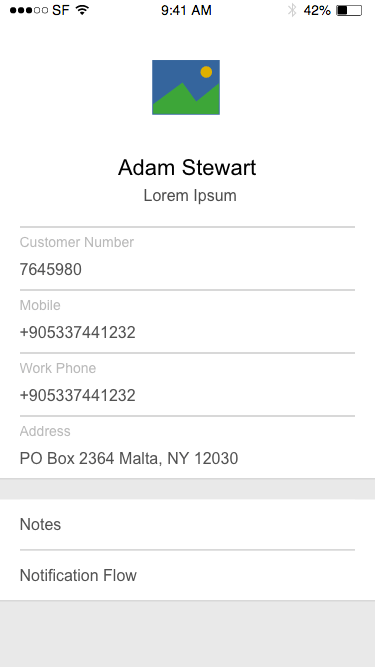 SF 9:41 AM 42%
Adam Stewart
Lorem Ipsum
Customer Number
7645980
Mobile
+905337441232
Work Phone
+905337441232
Address
PO Box 2364 Malta, NY 12030
Notes
Notification Flow